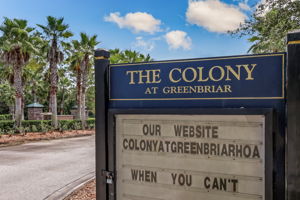 THE COLONY
AT GREENBRIAR
OUR WEBSITE
COLONYATGREENBRIARHOA
WHEN YOU CAN'T